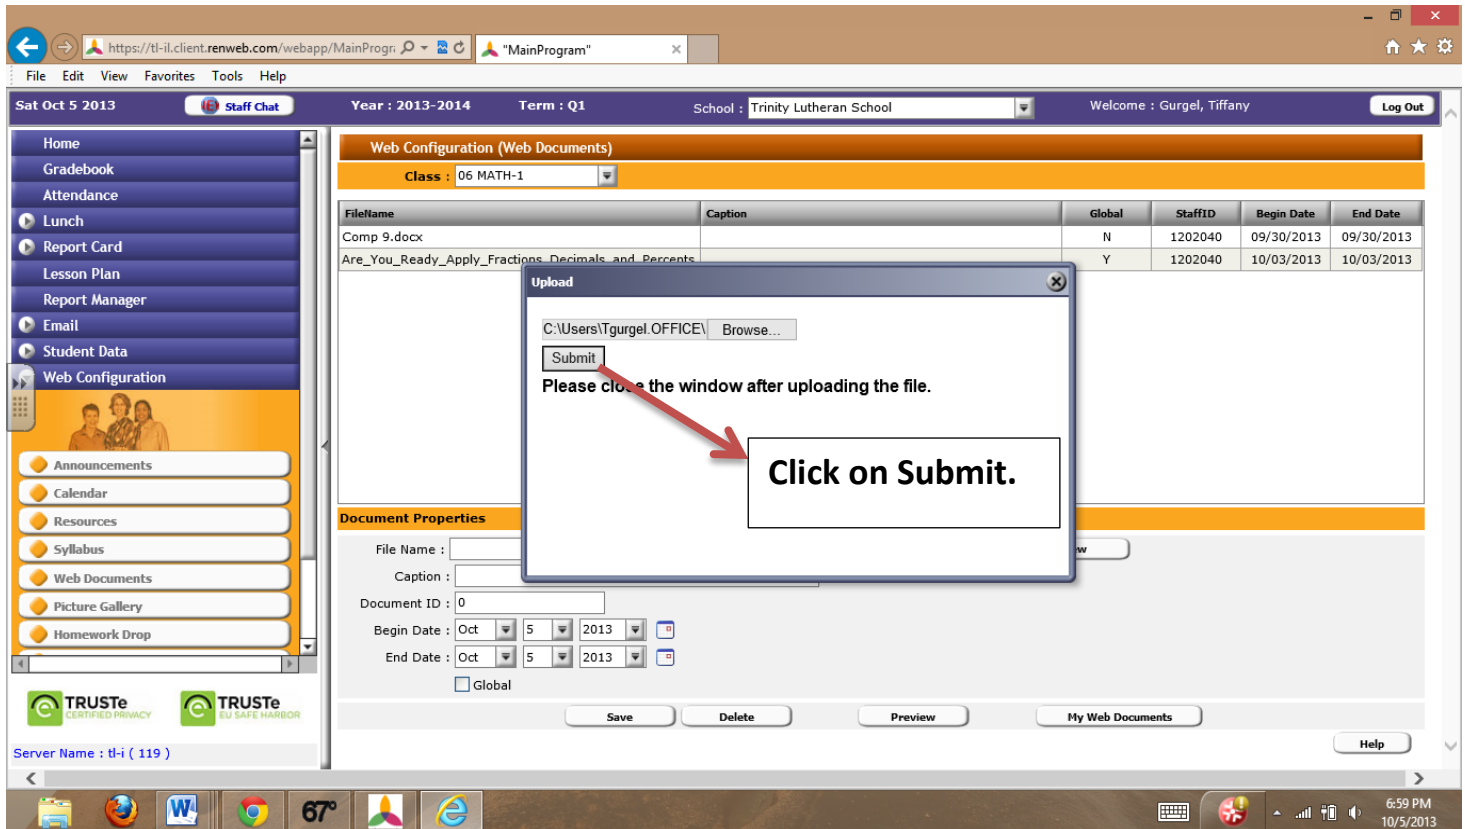 https://tl-il.client.renweb.com/webapp/MainProgr
"MainProgram"
File Edit View Favorites Tools Help
Sat Oct 5 2013
Staff Chat
Year : 2013-2014
Term : Q1
School : Trinity Lutheran School
Welcome : Gurgel, Tiffany
Log Out
Home
Gradebook
Attendance
Lunch
Report Card
Lesson Plan
Report Manager
Email
Student Data
Web Configuration
Announcements
Calendar
Resources
Syllabus
Web Documents
Picture Gallery
Homework Drop
TRUSTe
CERTIFIED PRIVACY
TRUSTe
EU SAFE HARBOR
Server Name : tl-i ( 119 )
Web Configuration (Web Documents)
Class : 06 MATH-1
FileName Caption Global StaffID Begin Date End Date
Comp 9.docx N 1202040 09/30/2013 09/30/2013
Are_You_Ready_Apply_Fractions_Decimals_and_Percents Y 1202040 10/03/2013 10/03/2013
Upload
C:\Users\Tgurgel.OFFICE\ Browse...
Submit
Please close the window after uploading the file.
Click on Submit.
Document Properties
File Name :
Caption :
Document ID : 0
Begin Date : Oct 5 2013
End Date : Oct 5 2013
Global
Save Delete Preview My Web Documents
Help
67°
6:59 PM
10/5/2013